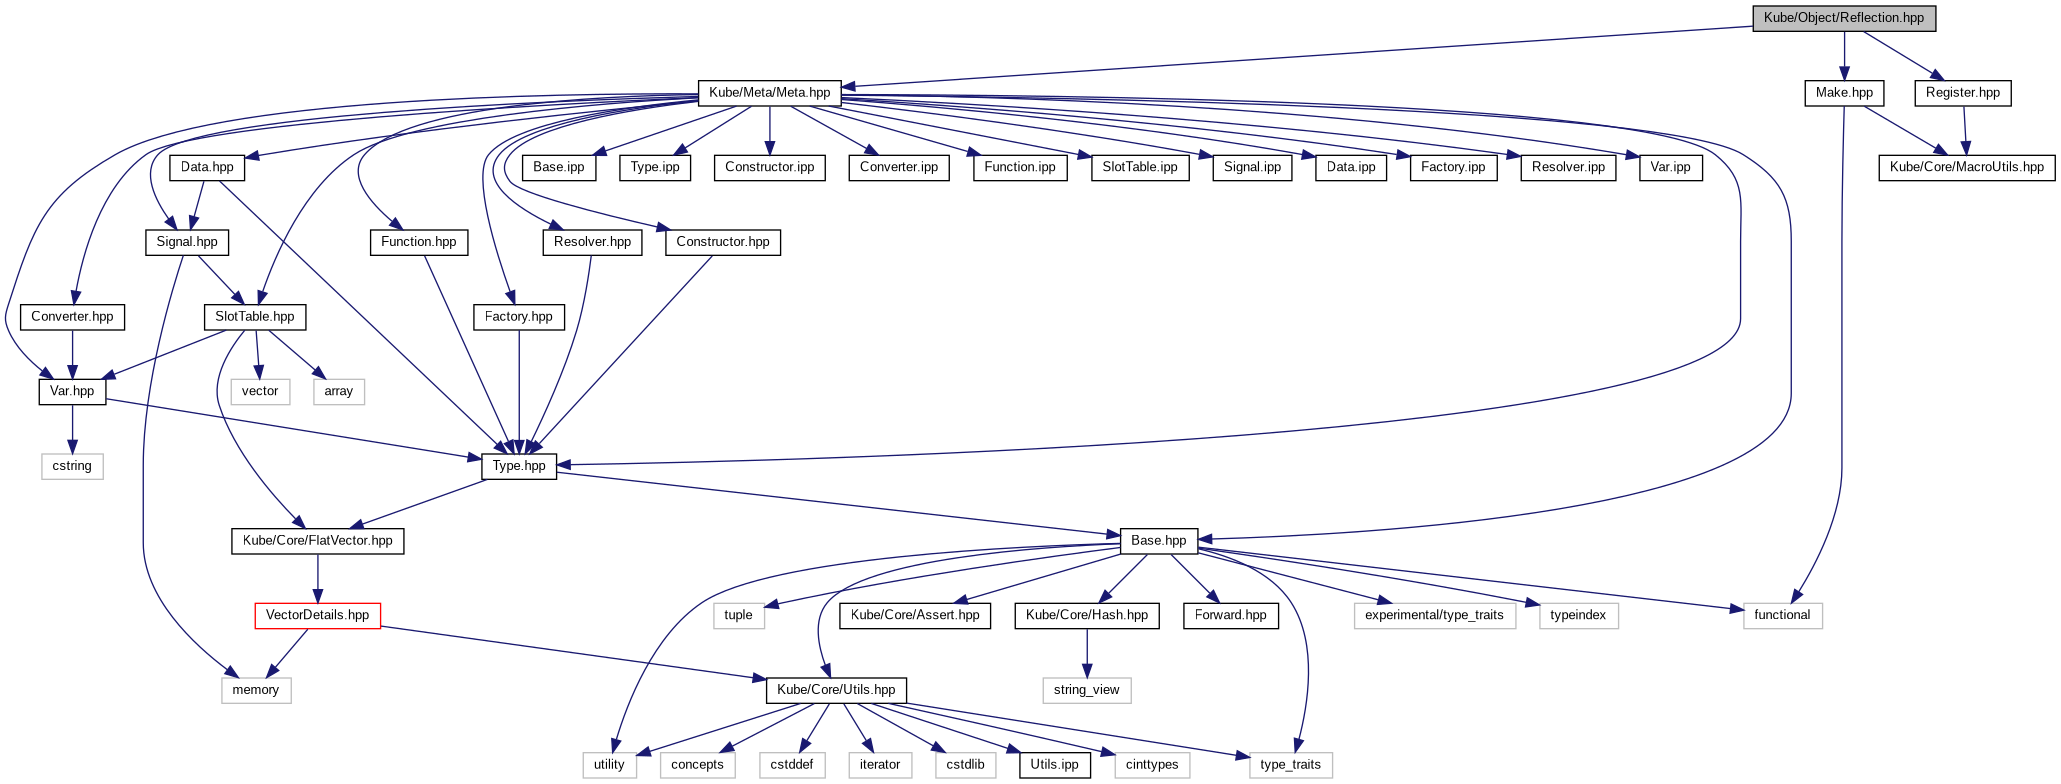 Kube/Object/Reflection.hpp
Kube/Meta/Meta.hpp
Make.hpp
Register.hpp
Data.hpp
Base.ipp
Type.ipp
Constructor.ipp
Converter.ipp
Function.ipp
SlotTable.ipp
Signal.ipp
Data.ipp
Factory.ipp
Resolver.ipp
Var.ipp
Kube/Core/MacroUtils.hpp
Signal.hpp
Function.hpp
Resolver.hpp
Constructor.hpp
Converter.hpp
SlotTable.hpp
Factory.hpp
Var.hpp
vector
array
cstring
Type.hpp
Kube/Core/FlatVector.hpp
Base.hpp
VectorDetails.hpp
tuple
Kube/Core/Assert.hpp
Kube/Core/Hash.hpp
Forward.hpp
experimental/type_traits
typeindex
functional
memory
Kube/Core/Utils.hpp
string_view
utility
concepts
cstddef
iterator
cstdlib
Utils.ipp
cinttypes
type_traits